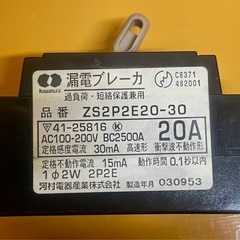 kawamura
漏電ブレーカ
C8371
482001
過負荷・短絡保護兼用
品番 ZS2P2E20-30
▽41-25816 Ⓚ
AC100-200V BC2500A
20A
定格感度電流 30mA 高速形 衝撃波不動作形
定格不動作電流 15mA 動作時間 0.1秒以内
1φ2W 2P2E
河村電器産業株式会社 製造年月 030953